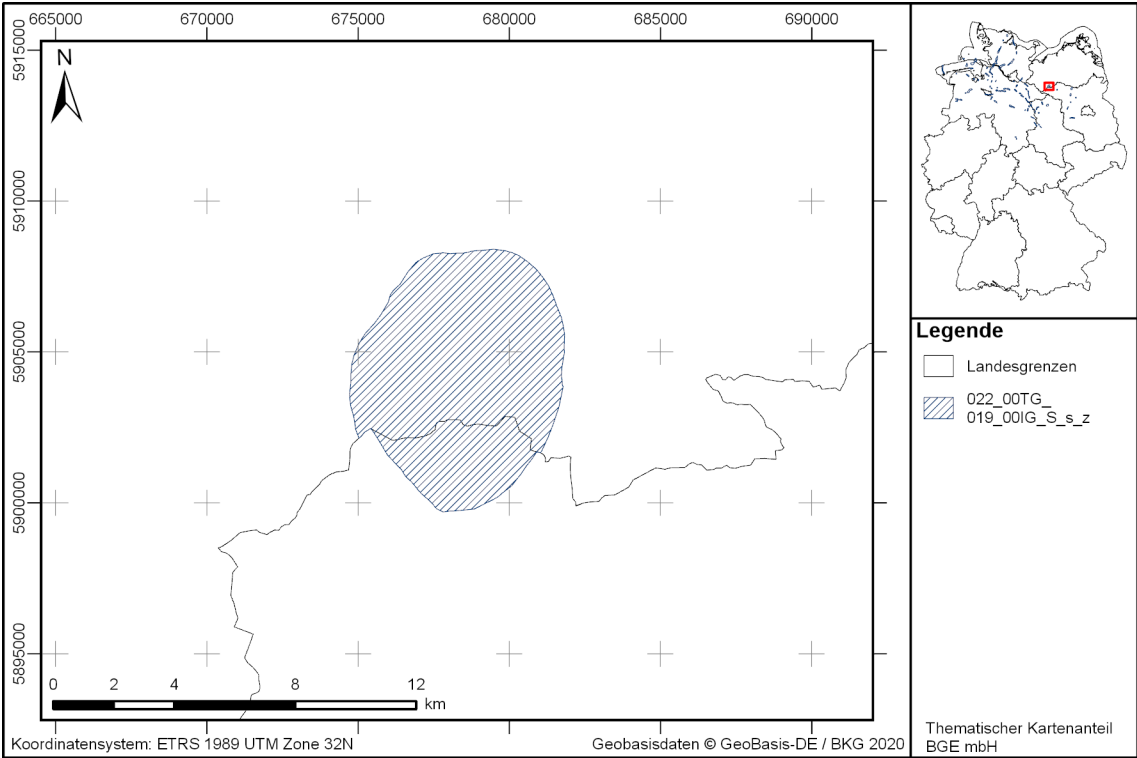 665000 670000 675000 680000 685000 690000
5915000
5910000
5905000
5900000
5895000
N
0 2 4 8 12
km
Koordinatensystem: ETRS 1989 UTM Zone 32N
Geobasisdaten © GeoBasis-DE / BKG 2020
Legende
Landesgrenzen
022_00TG_
019_00IG_S_s_z
Thematischer Kartenanteil
BGE mbH